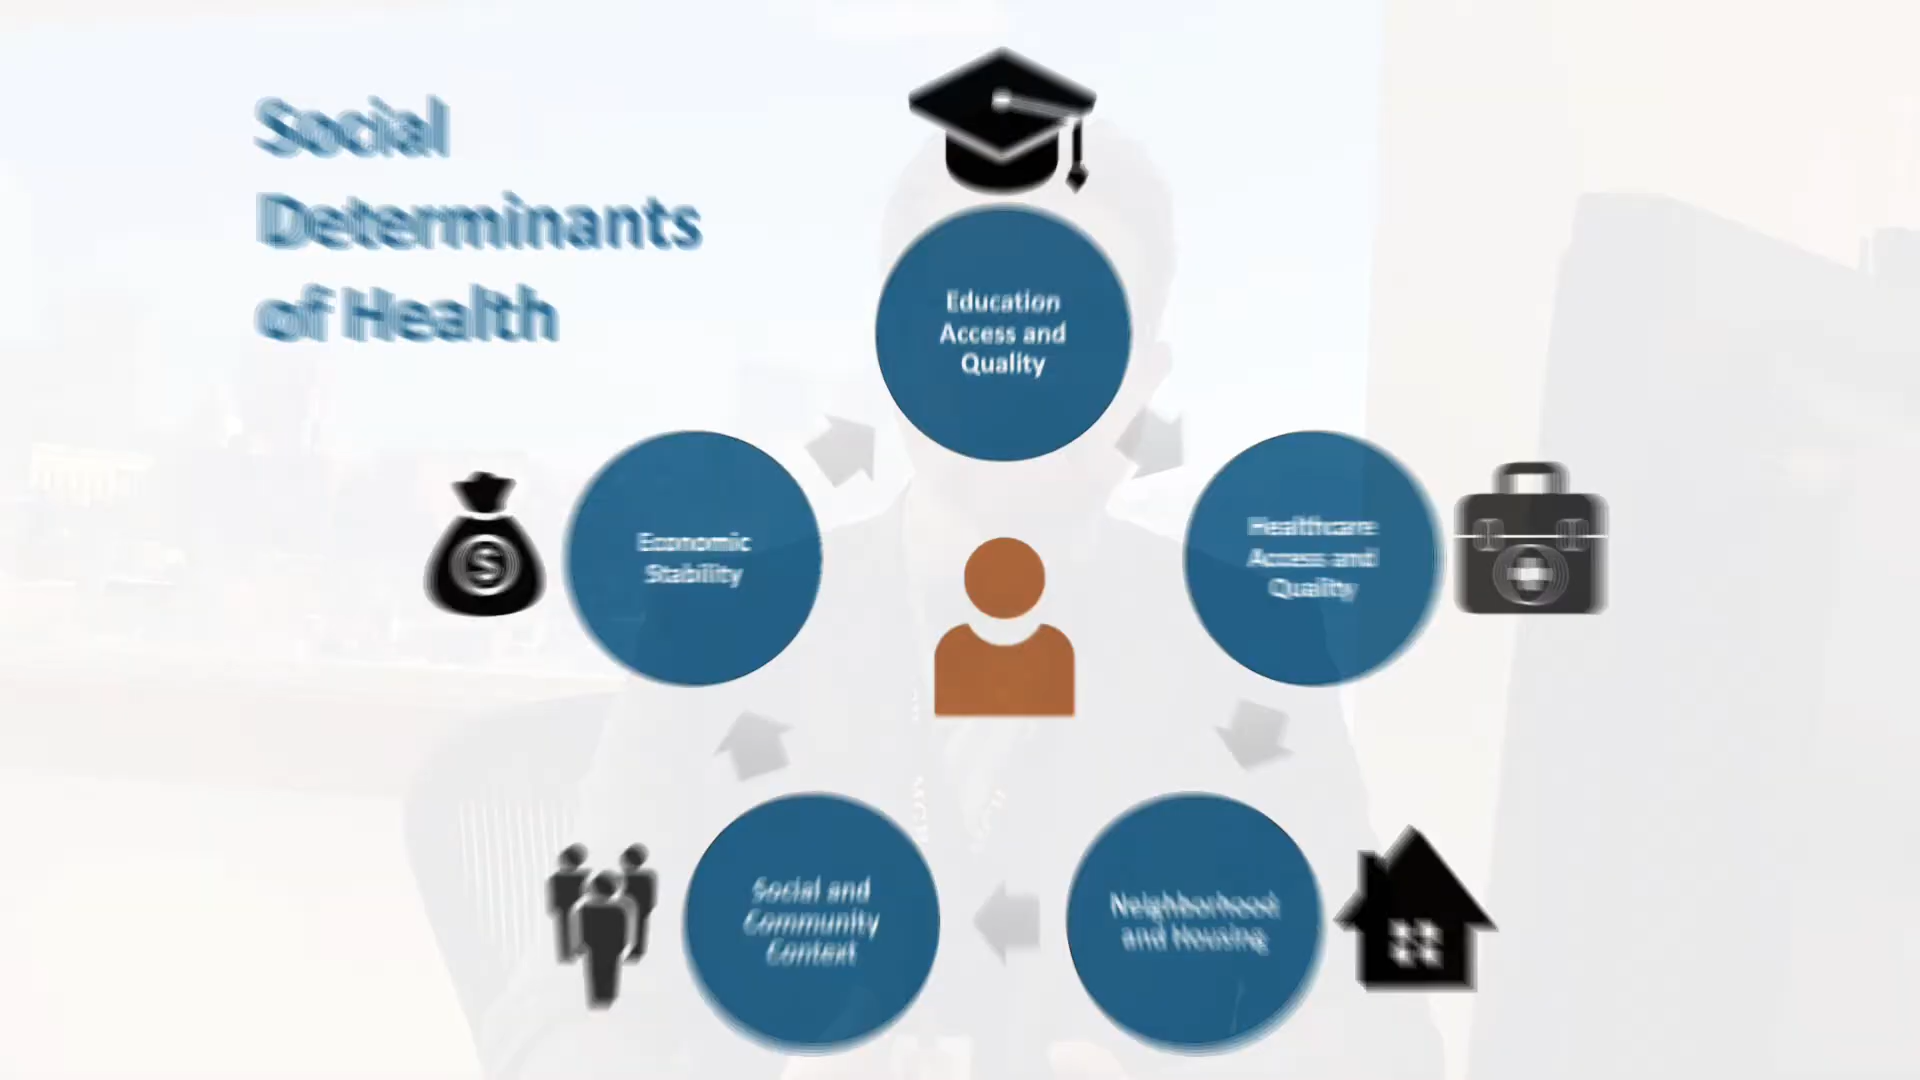 Social
Determinants
of Health
Education
Access and
Quality
Economic
Stability
Healthcare
Access and
Quality
$
Social and
Community
Context
Neighborhood
and Housing